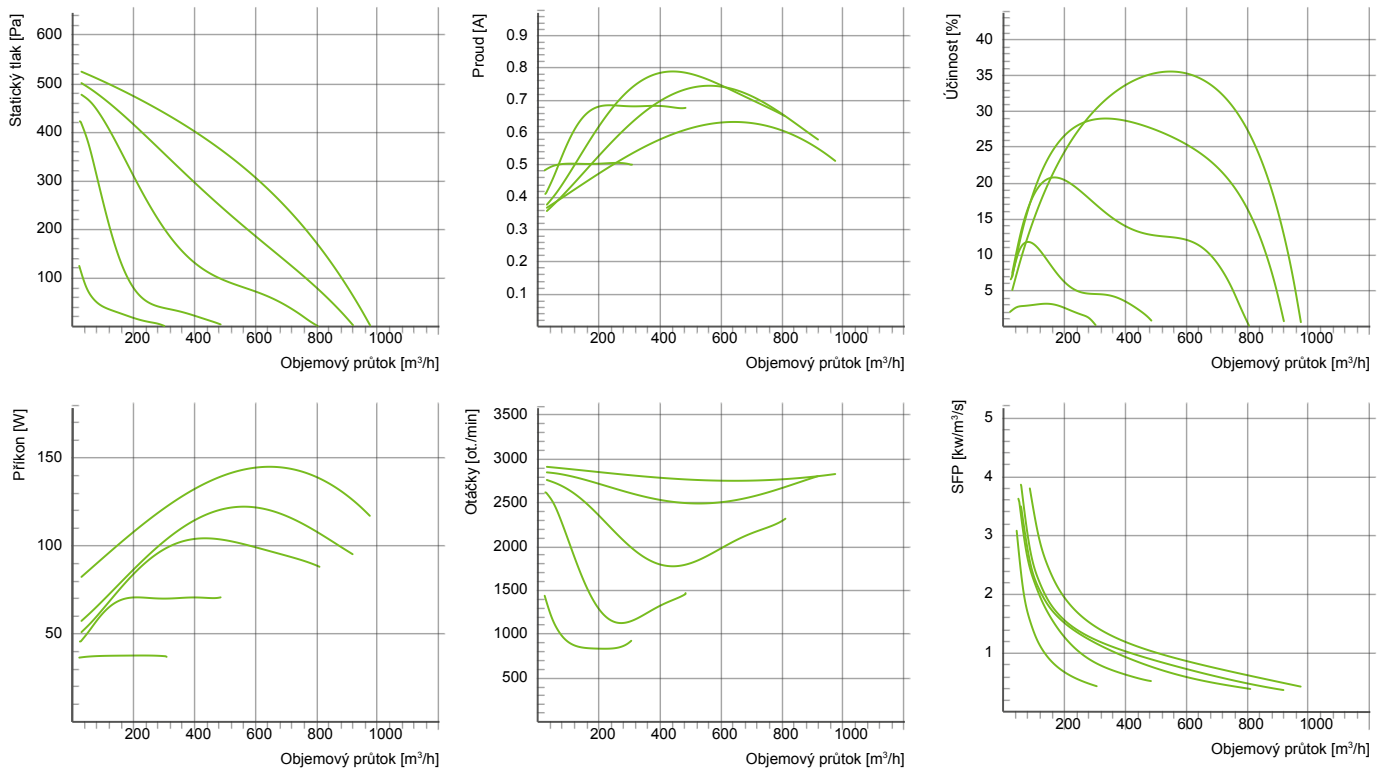 Statický tlak [Pa]
600
500
400
300
200
100
200 400 600 800 1000
Objemový průtok [m³/h]
Proud [A]
0.9
0.8
0.7
0.6
0.5
0.4
0.3
0.2
0.1
200 400 600 800 1000
Objemový průtok [m³/h]
Účinnost [%]
40
35
30
25
20
15
10
5
200 400 600 800 1000
Objemový průtok [m³/h]
Příkon [W]
150
100
50
200 400 600 800 1000
Objemový průtok [m³/h]
Otáčky [ot./min]
3500
3000
2500
2000
1500
1000
500
200 400 600 800 1000
Objemový průtok [m³/h]
SFP [kw/m³/s]
5
4
3
2
1
200 400 600 800 1000
Objemový průtok [m³/h]